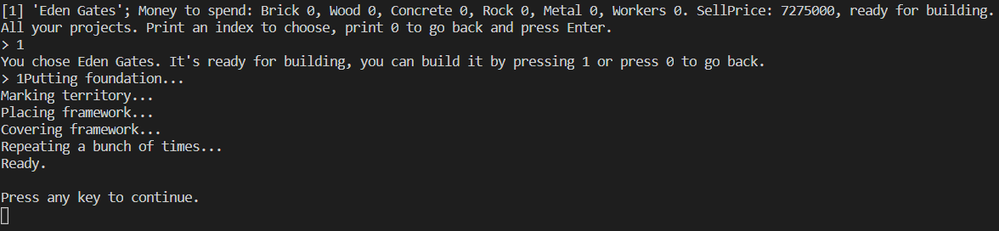 [1] 'Eden Gates'; Money to spend: Brick 0, Wood 0, Concrete 0, Rock 0, Metal 0, Workers 0. SellPrice: 7275000, ready for building.
All your projects. Print an index to choose, print 0 to go back and press Enter.
> 1
You chose Eden Gates. It's ready for building, you can build it by pressing 1 or press 0 to go back.
> 1Putting foundation...
Marking territory...
Placing framework...
Covering framework...
Repeating a bunch of times...
Ready.
Press any key to continue.